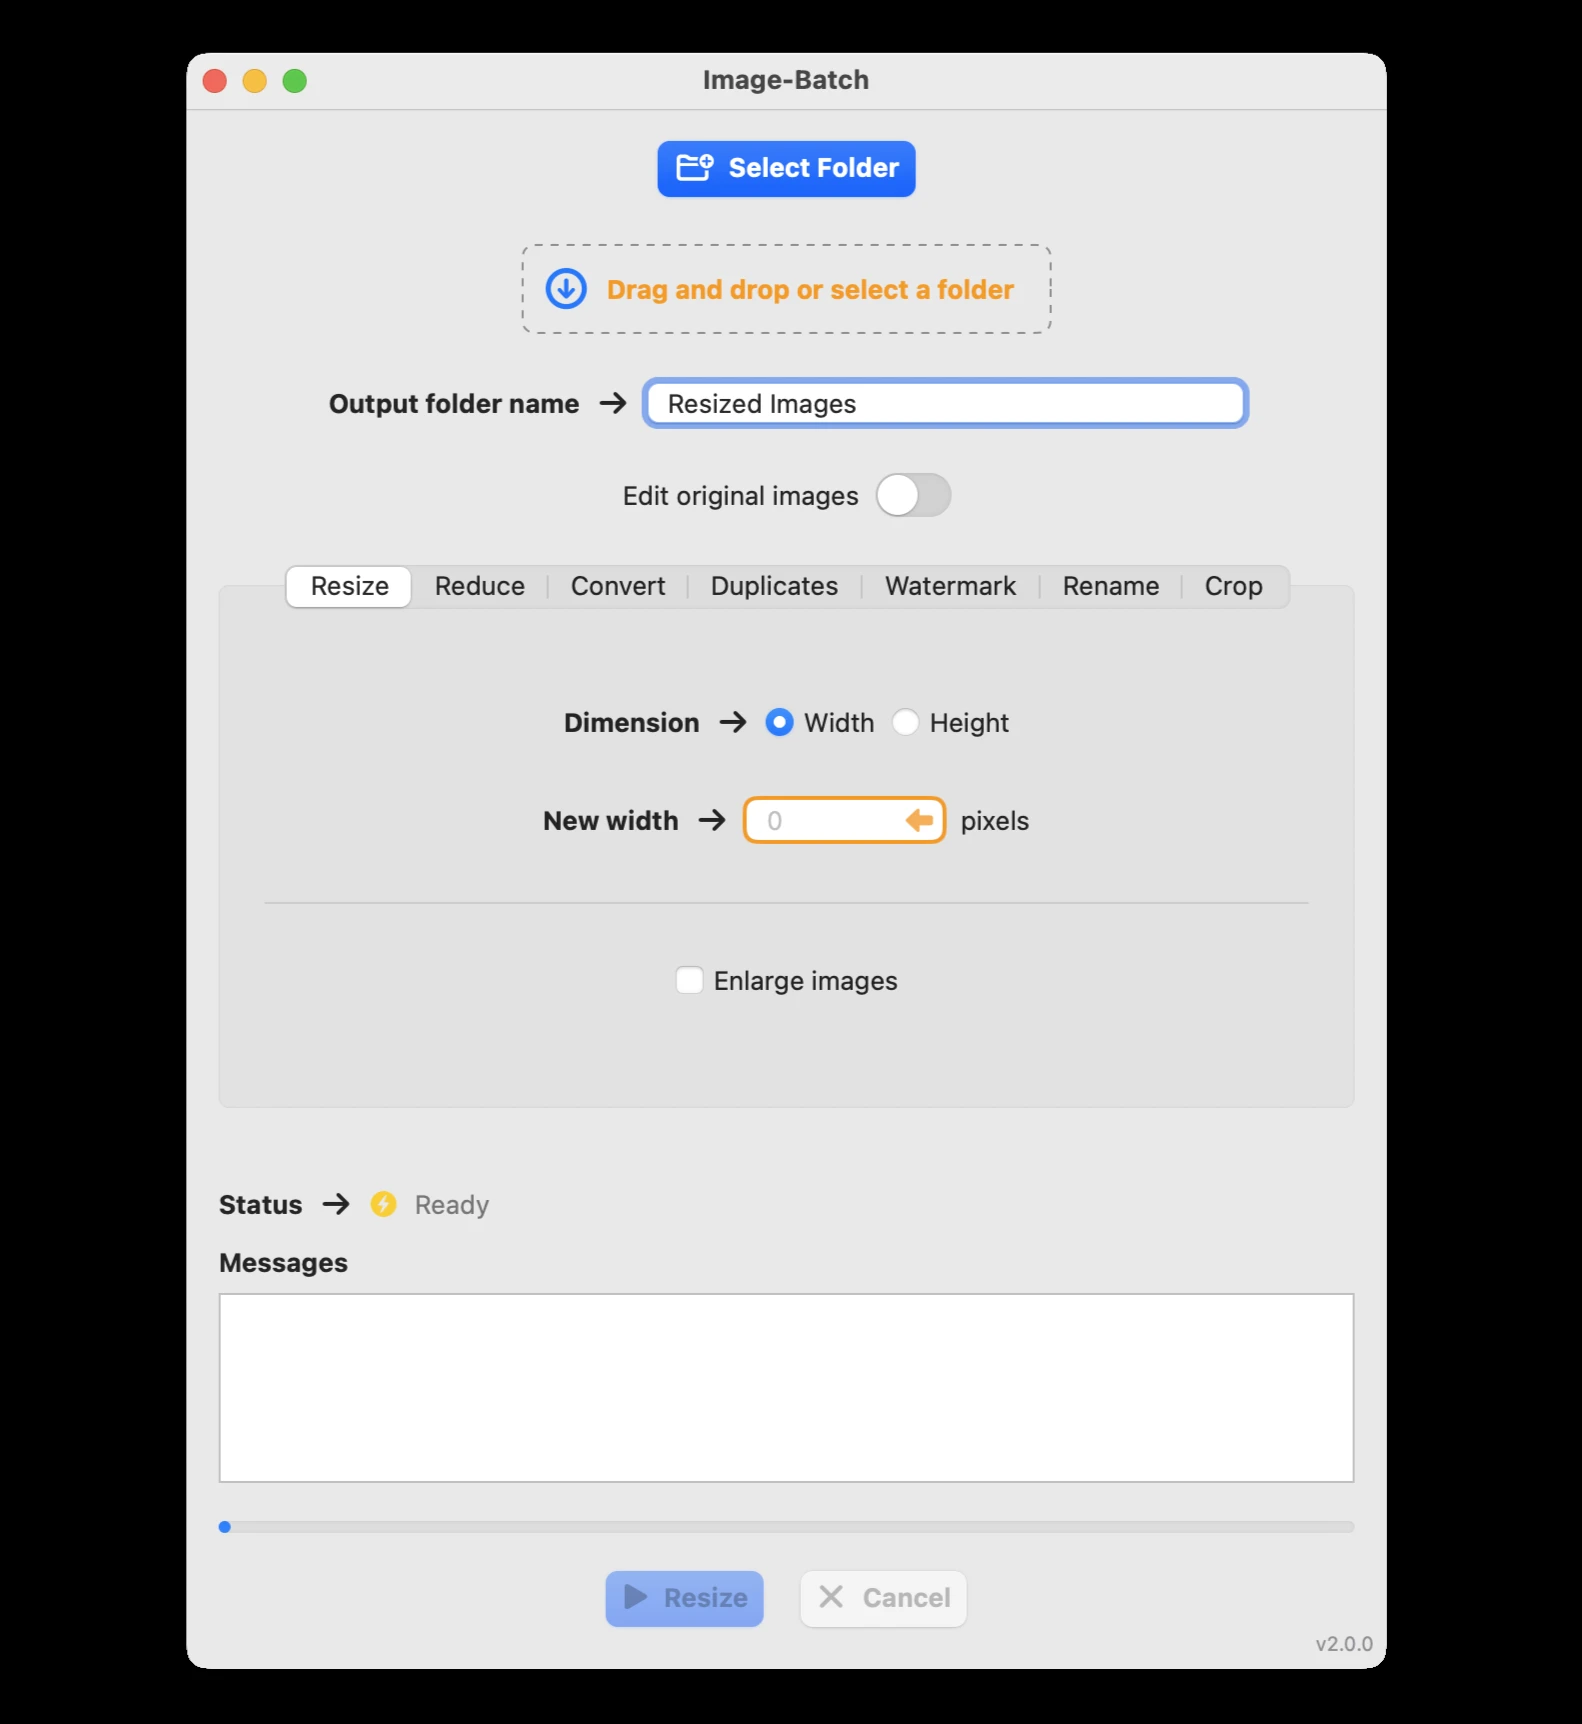 Image-Batch
Select Folder
Drag and drop or select a folder
Output folder name → Resized Images
Edit original images
Resize Reduce Convert Duplicates Watermark Rename Crop
Dimension → Width Height
New width → 0 pixels
Enlarge images
Status → Ready
Messages
Resize Cancel
v2.0.0